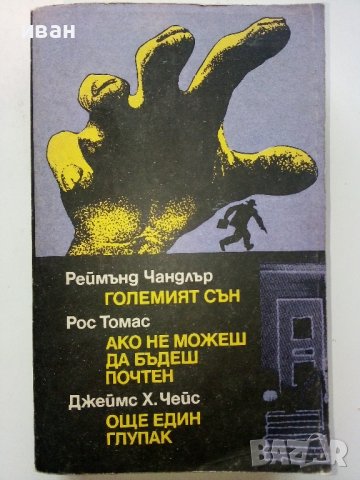 иван
Реймънд Чандлър
ГОЛЕМИЯТ СЪН
Рос Томас
АКО НЕ МОЖЕШ
ДА БЪДЕШ
ПОЧТЕН
Джеймс Х. Чейс
ОЩЕ ЕДИН
ГЛУПАК
bazar